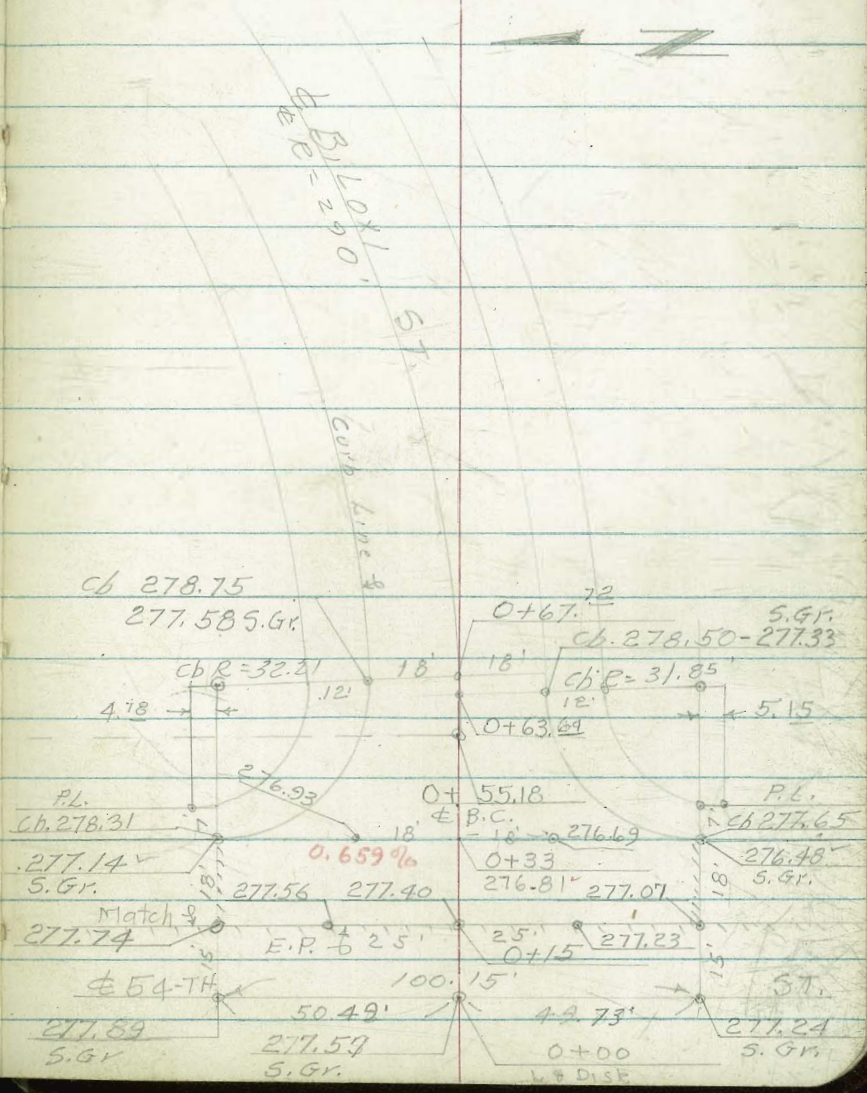 ℄ BILOXI ST.
℄ R = 290'
Curb Line
cb 278.75
277.58 S.Gr.
0+67.72
S.Gr.
cb. 278.50-277.33
cb R=32.21
18' 18'
cb R= 31.85'
12' 12'
4.18
5.15
0+63.69
276.93
P.L.
0+55.18
P.L.
℄ B.C.
cb. 278.31
7'
18' 18' 276.69
7'
cb 277.65
0.659%
277.14
S.Gr.
0+33
276.81
276.48
S.Gr.
18'
277.56 277.40
277.07
18'
Match
277.74
E.P. 25' 25'
277.23
0+15
15'
15'
℄ 54-TH
100.15'
ST.
50.49' 49.73'
277.89
S.Gr
277.57
S.Gr.
277.24
S.Gr.
0+00
L & Disk